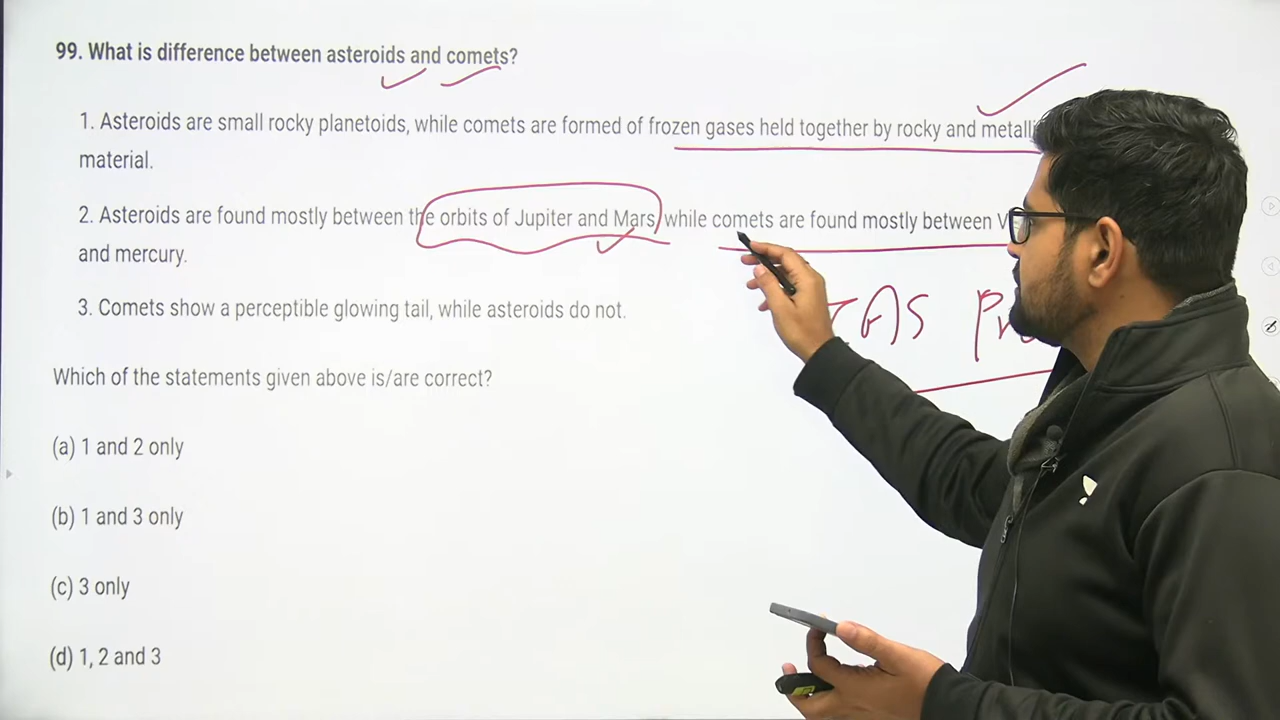 99. What is difference between asteroids and comets?
1. Asteroids are small rocky planetoids, while comets are formed of frozen gases held together by rocky and
material.
2. Asteroids are found mostly between the orbits of Jupiter and Mars, while comets are found mostly between
and mercury.
3. Comets show a perceptible glowing tail, while asteroids do not.
Which of the statements given above is/are correct?
(a) 1 and 2 only
(b) 1 and 3 only
(c) 3 only
(d) 1, 2 and 3